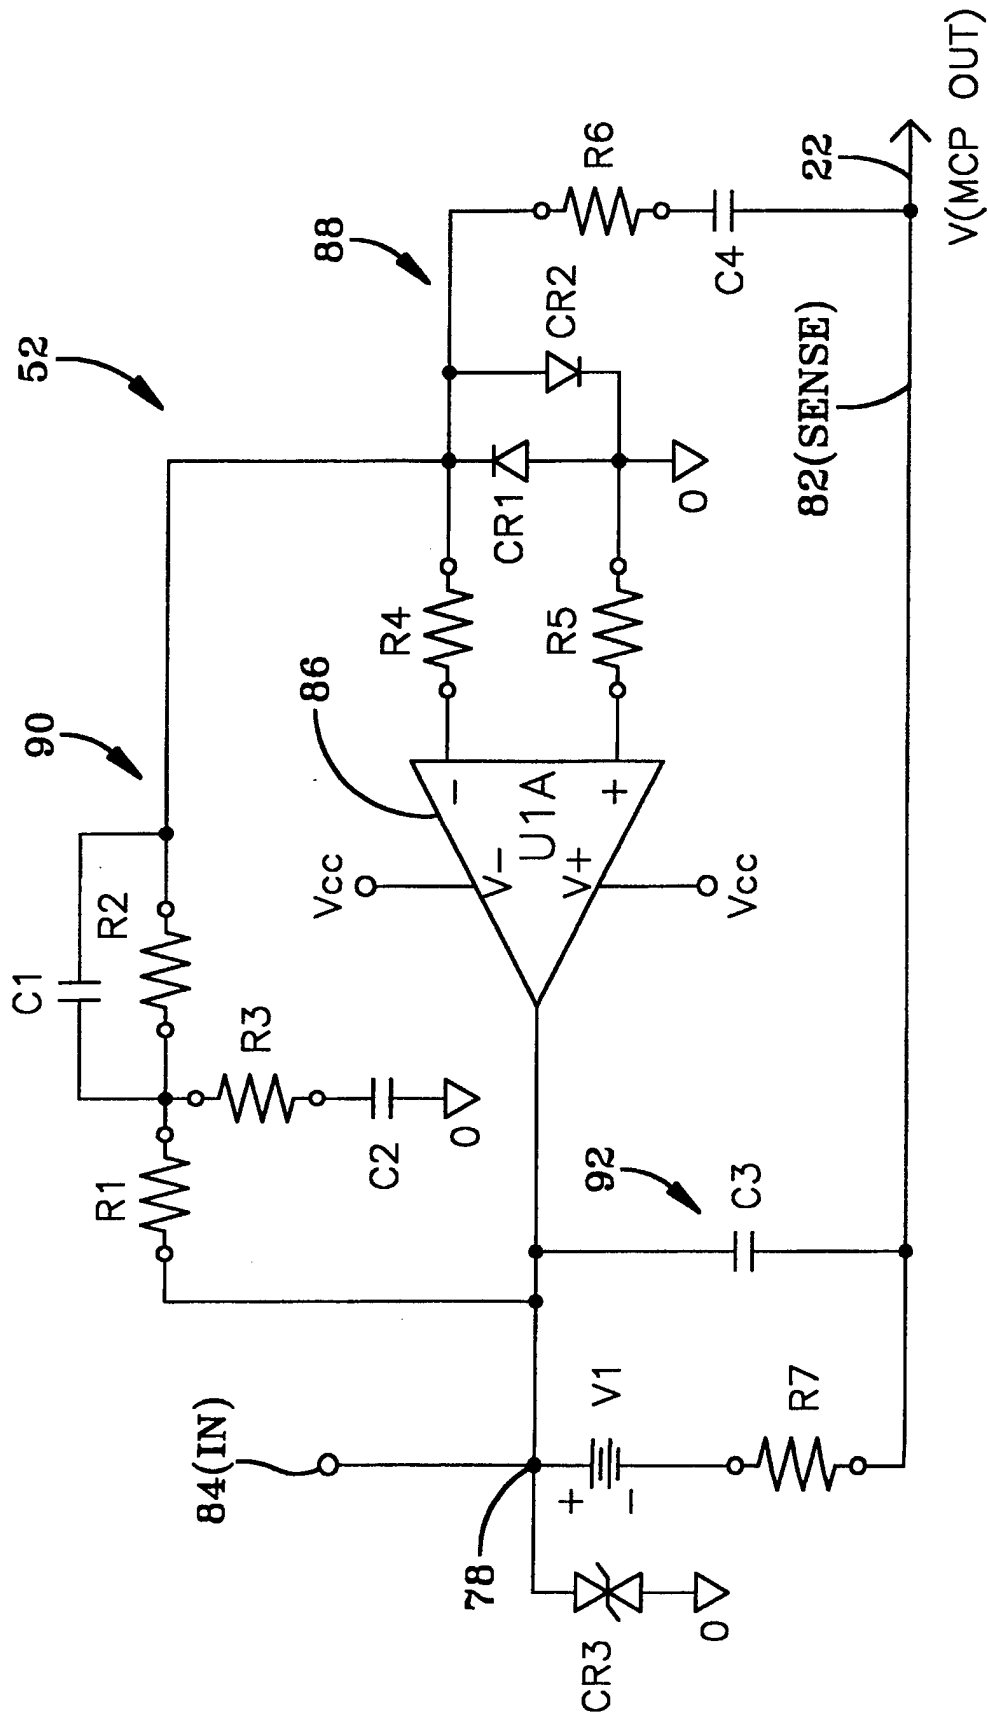 52
90
88
C1
R2
R1
R3
C2
0
84(IN)
86
Vcc
V-
-
U1A
V+
+
Vcc
R4
R5
CR1
CR2
0
R6
C4
22
78
+
V1
-
92
C3
CR3
0
R7
82(SENSE)
V(MCP OUT)